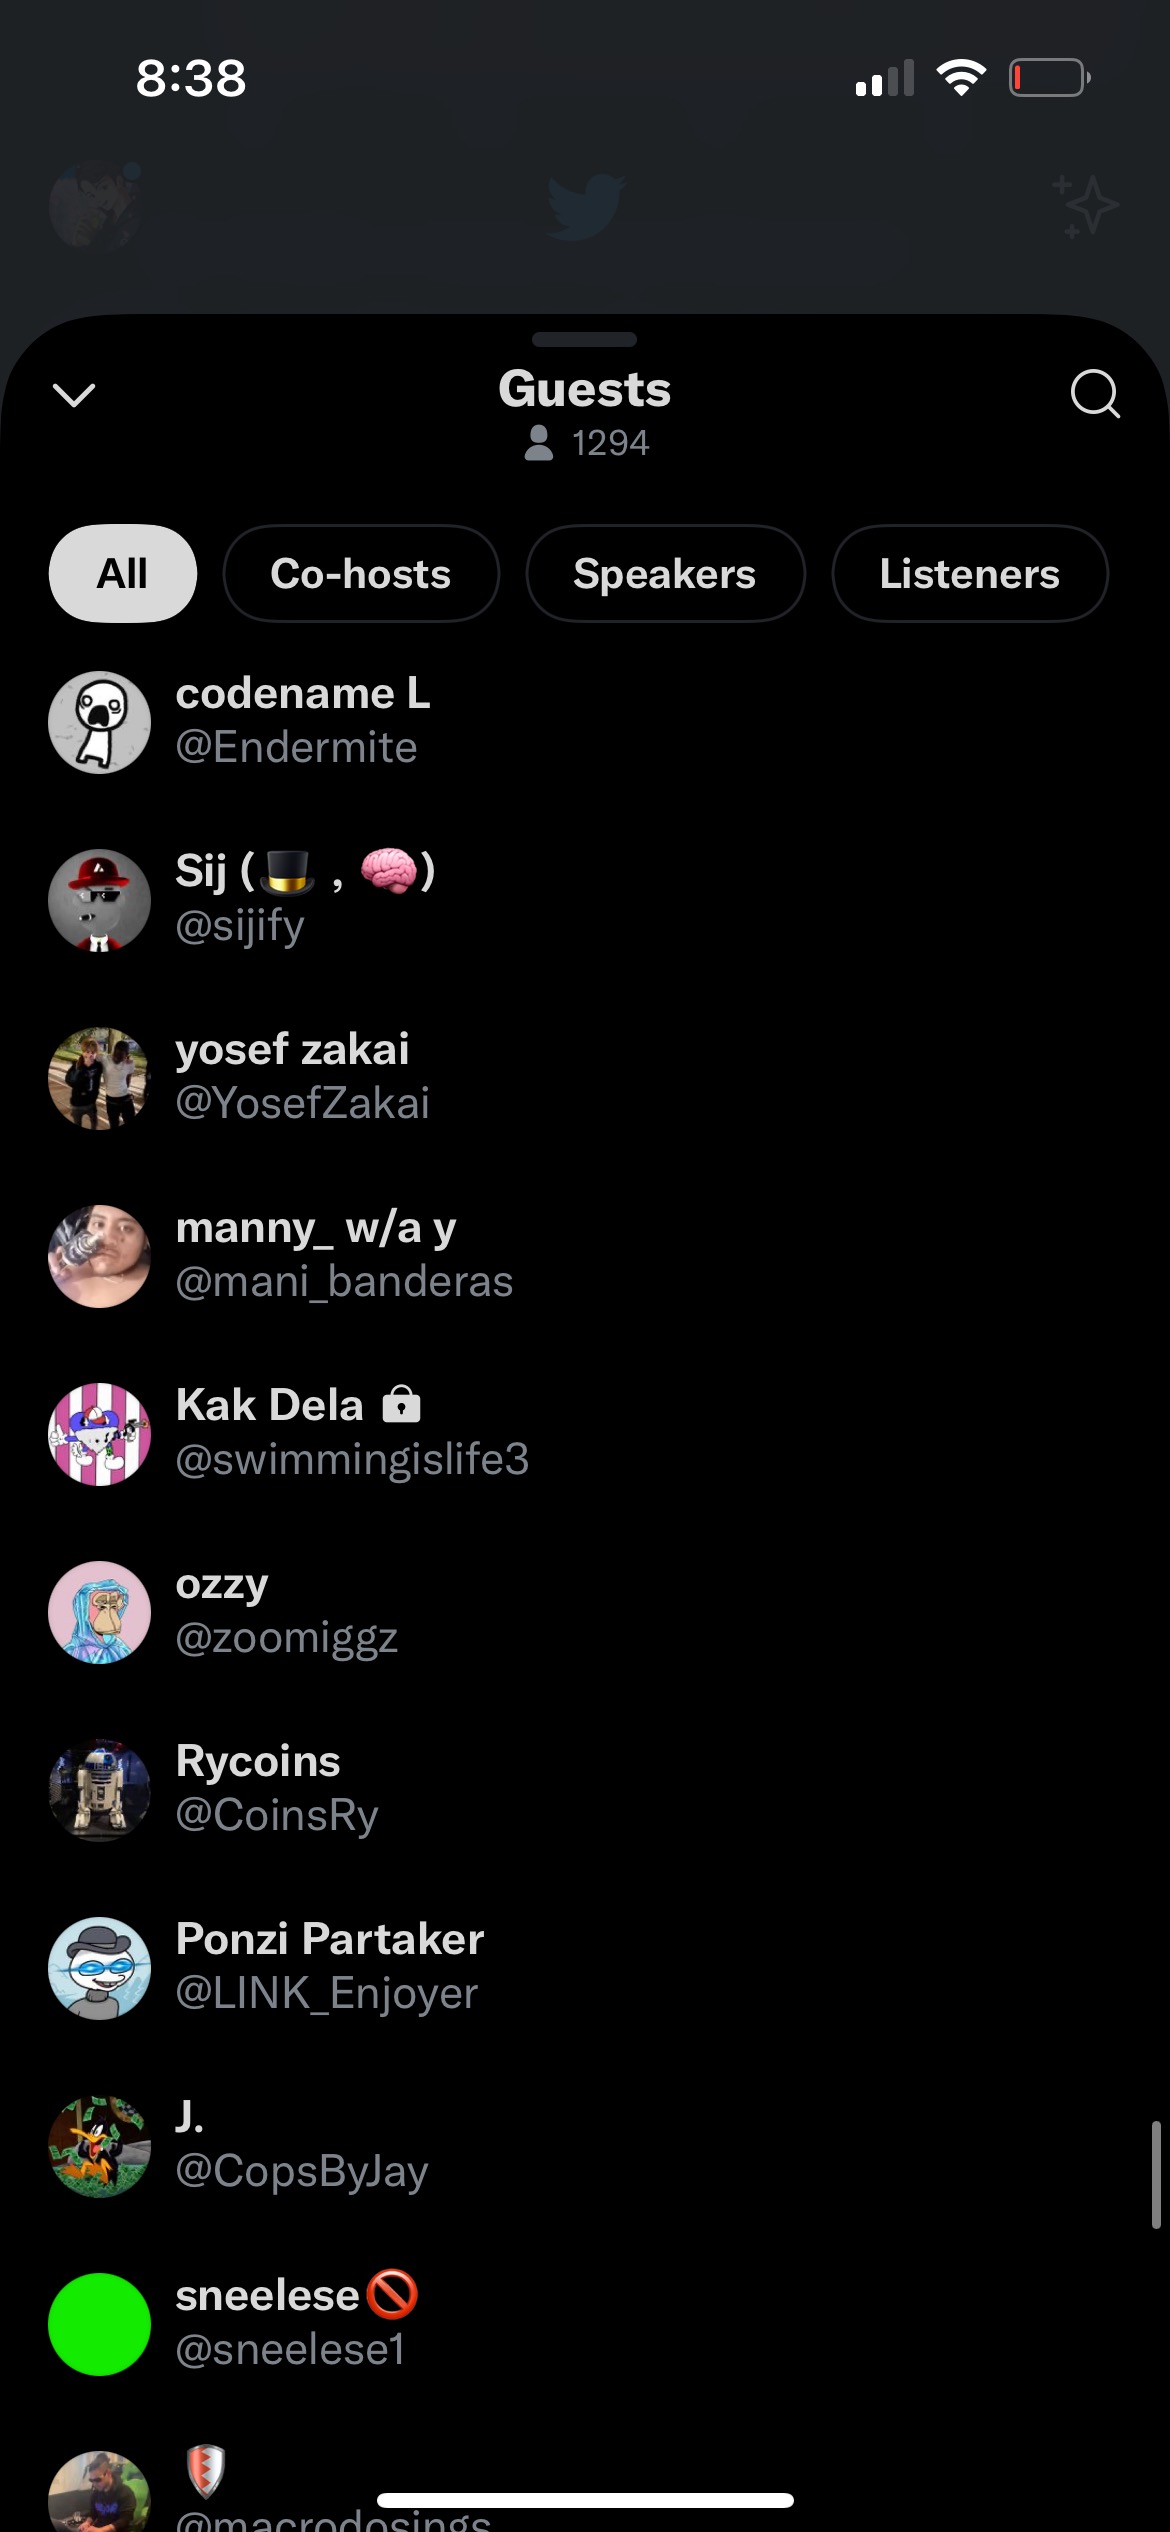 8:38
Guests
1294
All Co-hosts Speakers Listeners
codename L
@Endermite
Sij (🎩 , 🧠)
@sijify
yosef zakai
@YosefZakai
manny_ w/a y
@mani_banderas
Kak Dela 🔒
@swimmingislife3
ozzy
@zoomiggz
Rycoins
@CoinsRy
Ponzi Partaker
@LINK_Enjoyer
J.
@CopsByJay
sneelese🚫
@sneelese1
🛡
@macrodosings